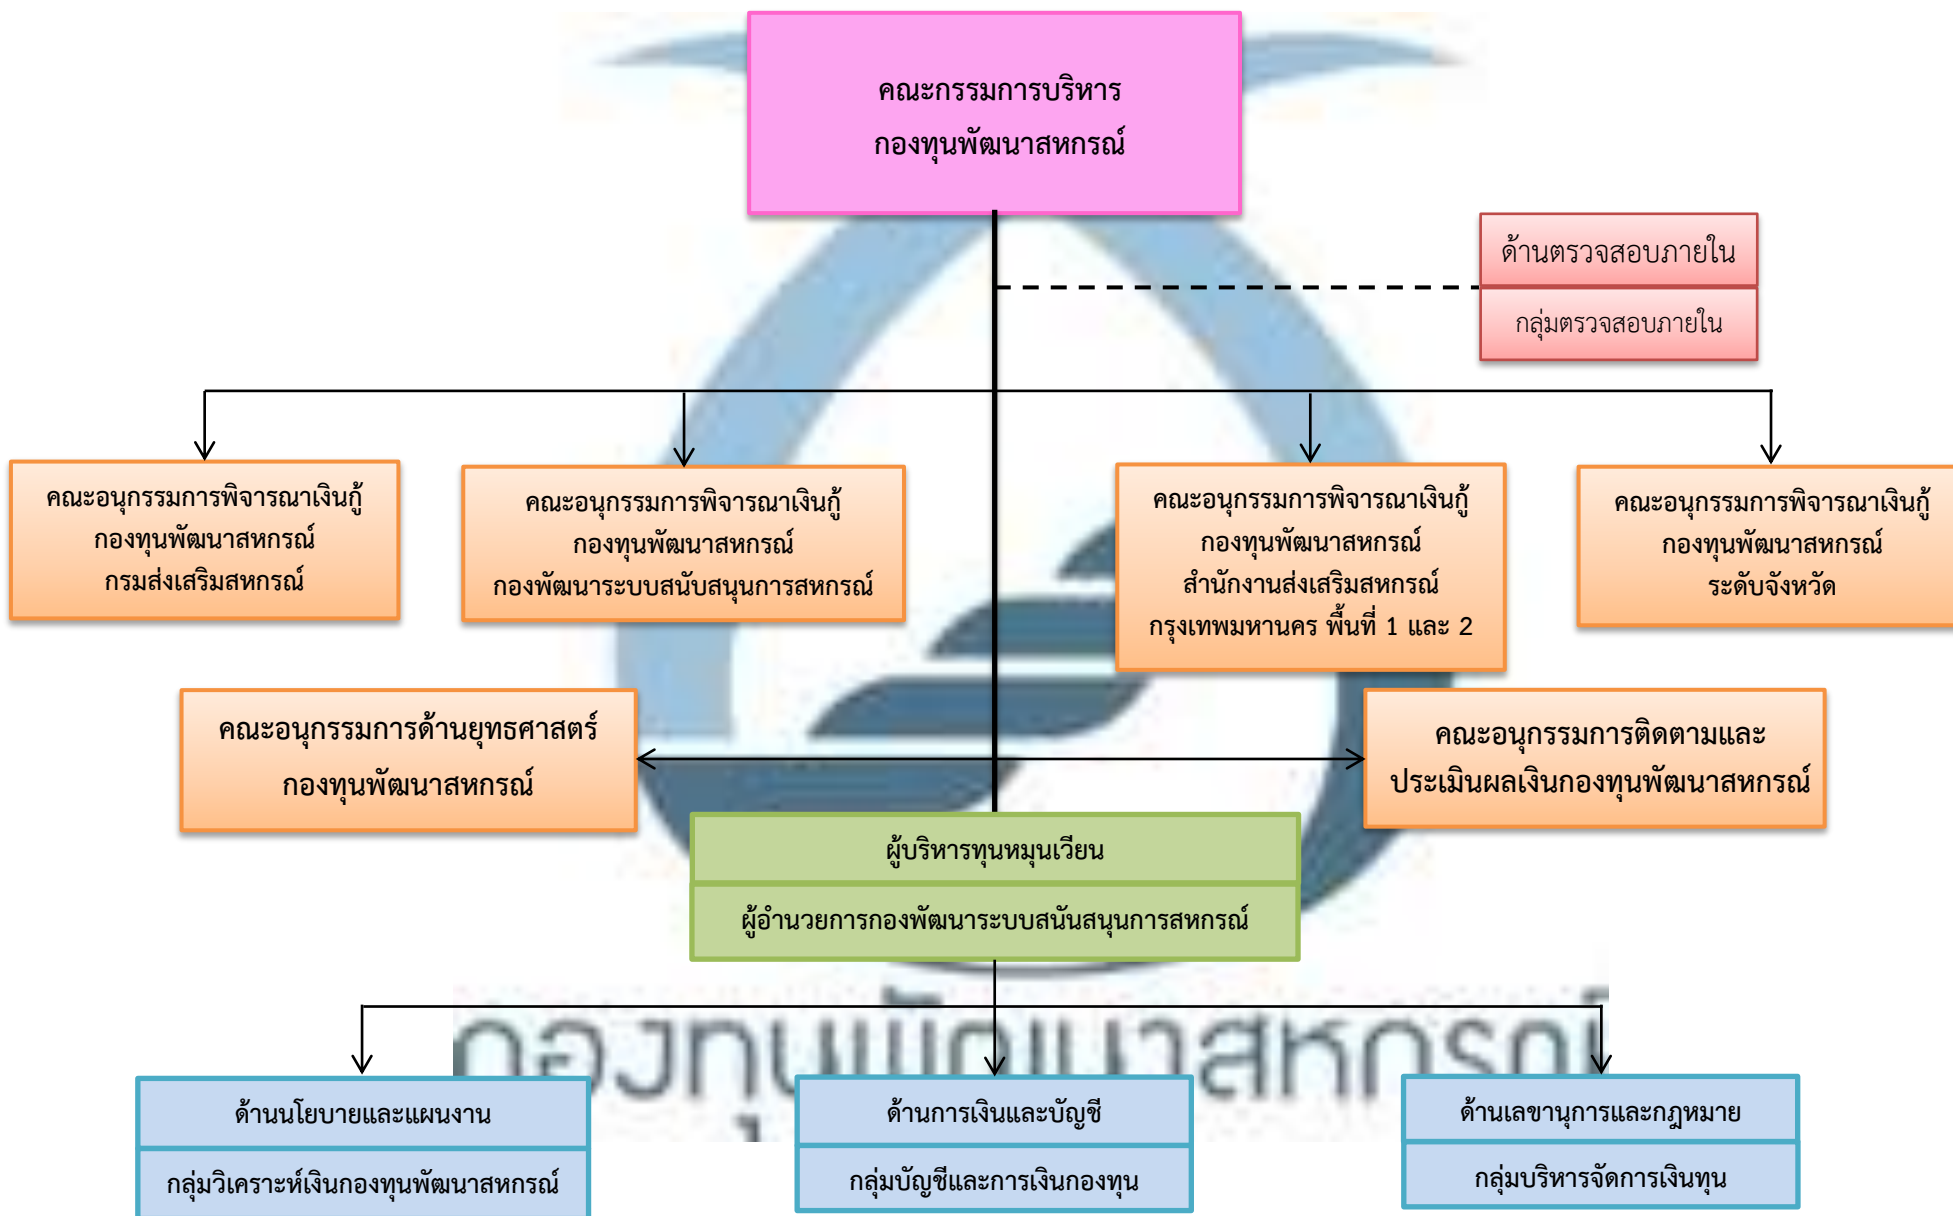 คณะกรรมการบริหาร
กองทุนพัฒนาสหกรณ์
ด้านตรวจสอบภายใน
กลุ่มตรวจสอบภายใน
คณะอนุกรรมการพิจารณาเงินกู้
กองทุนพัฒนาสหกรณ์
กรมส่งเสริมสหกรณ์
คณะอนุกรรมการพิจารณาเงินกู้
กองทุนพัฒนาสหกรณ์
กองพัฒนาระบบสนับสนุนการสหกรณ์
คณะอนุกรรมการพิจารณาเงินกู้
กองทุนพัฒนาสหกรณ์
สำนักงานส่งเสริมสหกรณ์
กรุงเทพมหานคร พื้นที่ 1 และ 2
คณะอนุกรรมการพิจารณาเงินกู้
กองทุนพัฒนาสหกรณ์
ระดับจังหวัด
คณะอนุกรรมการด้านยุทธศาสตร์
กองทุนพัฒนาสหกรณ์
คณะอนุกรรมการติดตามและ
ประเมินผลเงินกองทุนพัฒนาสหกรณ์
ผู้บริหารทุนหมุนเวียน
ผู้อำนวยการกองพัฒนาระบบสนันสนุนการสหกรณ์
กองทุนพัฒนาสหกรณ์
ด้านนโยบายและแผนงาน
กลุ่มวิเคราะห์เงินกองทุนพัฒนาสหกรณ์
ด้านการเงินและบัญชี
กลุ่มบัญชีและการเงินกองทุน
ด้านเลขานุการและกฎหมาย
กลุ่มบริหารจัดการเงินทุน